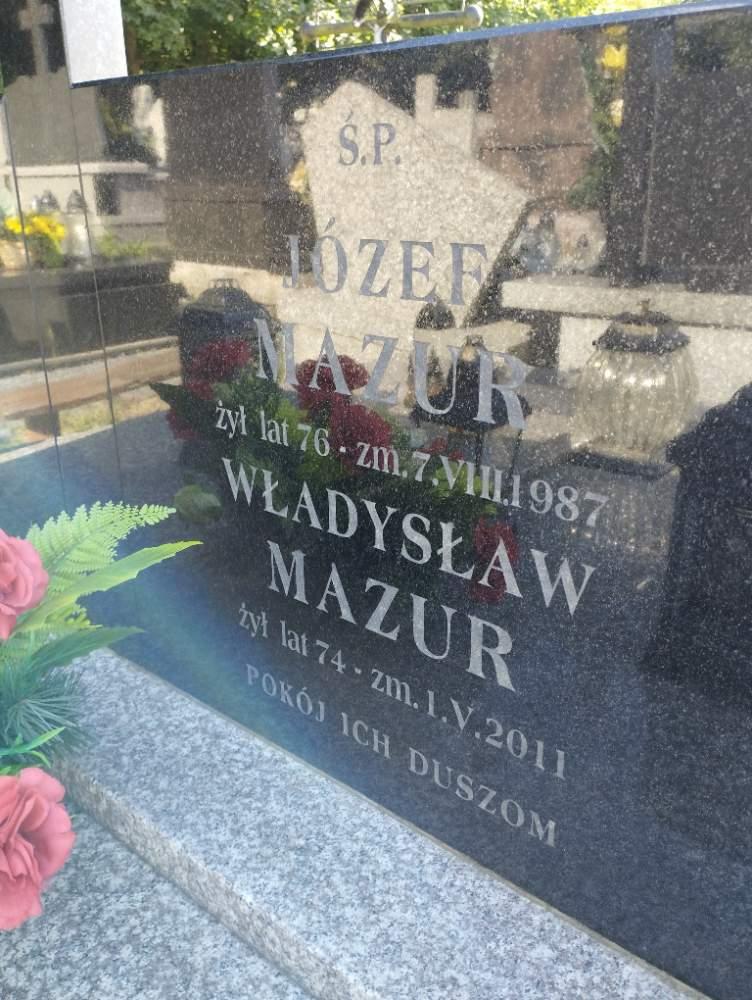 Ś.P.
JÓZEF
MAZUR
żył lat 76 - zm. 7.VIII.1987
WŁADYSŁAW
MAZUR
żył lat 74 - zm. 1.V.2011
POKÓJ ICH DUSZOM